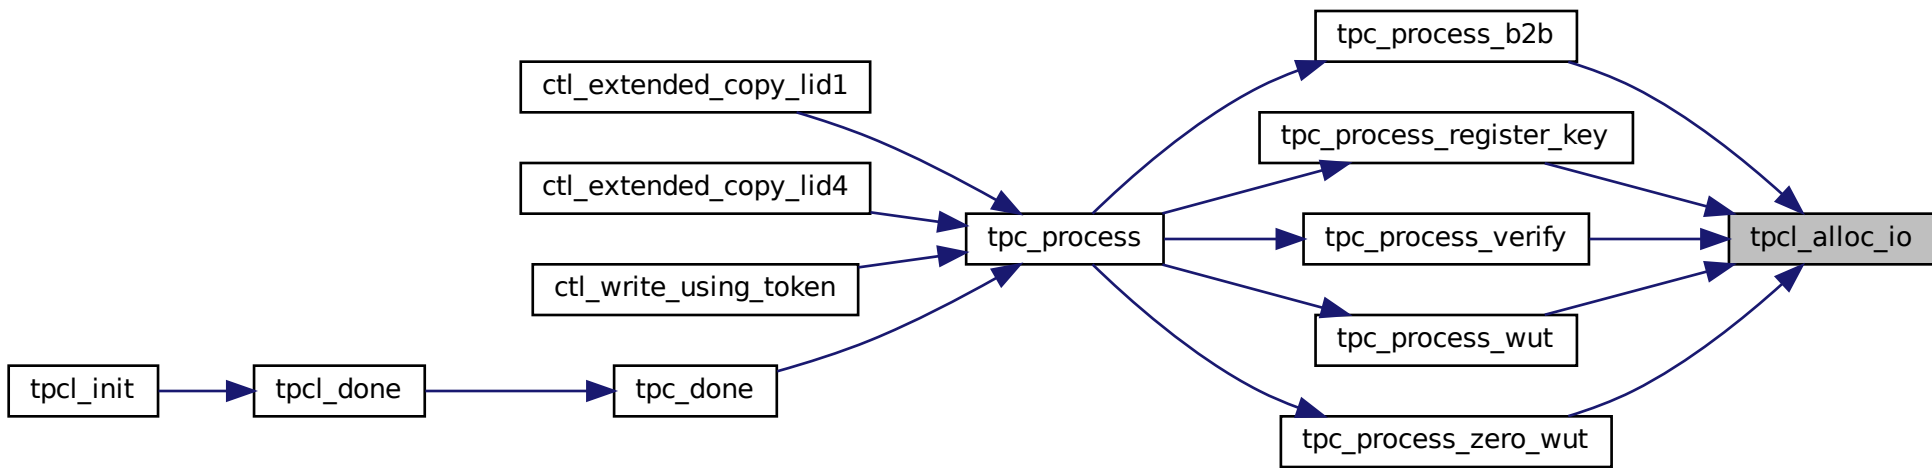 tpc_process_b2b
ctl_extended_copy_lid1
tpc_process_register_key
ctl_extended_copy_lid4
tpc_process
tpc_process_verify
tpcl_alloc_io
ctl_write_using_token
tpc_process_wut
tpcl_init
tpcl_done
tpc_done
tpc_process_zero_wut